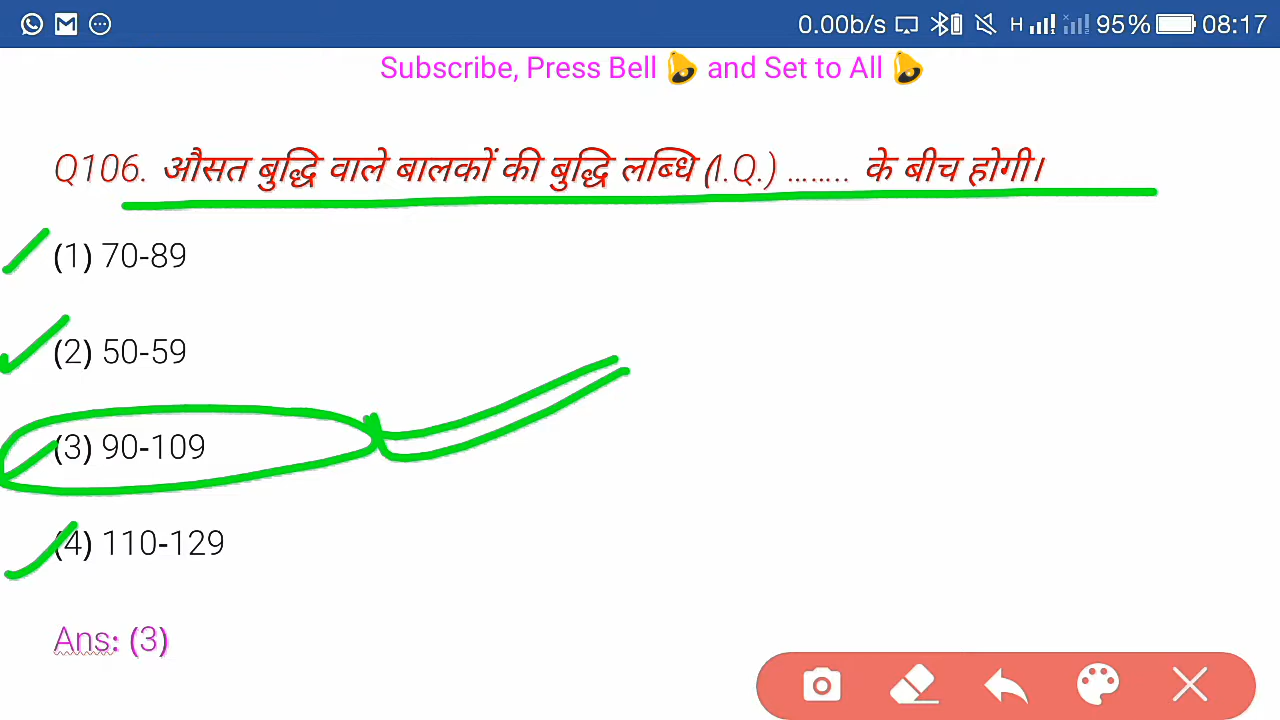 0.00b/s H 95% 08:17
Subscribe, Press Bell 🔔 and Set to All 🔔
Q106. औसत बुद्धि वाले बालकों की बुद्धि लब्धि (I.Q.) …….. के बीच होगी।
(1) 70-89
(2) 50-59
(3) 90-109
(4) 110-129
Ans: (3)